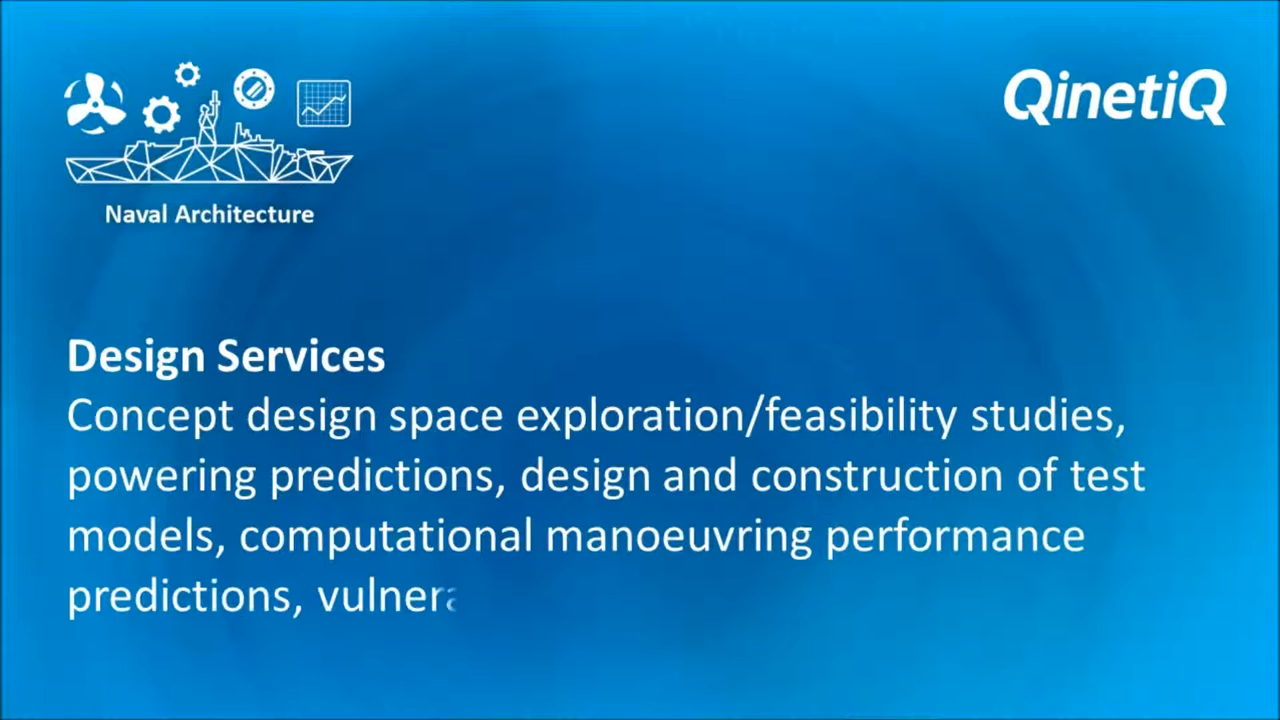 QinetiQ
Naval Architecture
Design Services
Concept design space exploration/feasibility studies,
powering predictions, design and construction of test
models, computational manoeuvring performance
predictions,